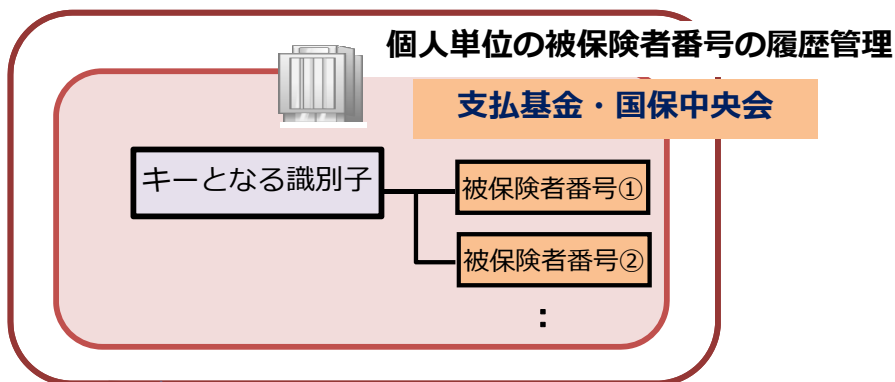 個人単位の被保険者番号の履歴管理
支払基金・国保中央会
キーとなる識別子
被保険者番号①
被保険者番号②
：